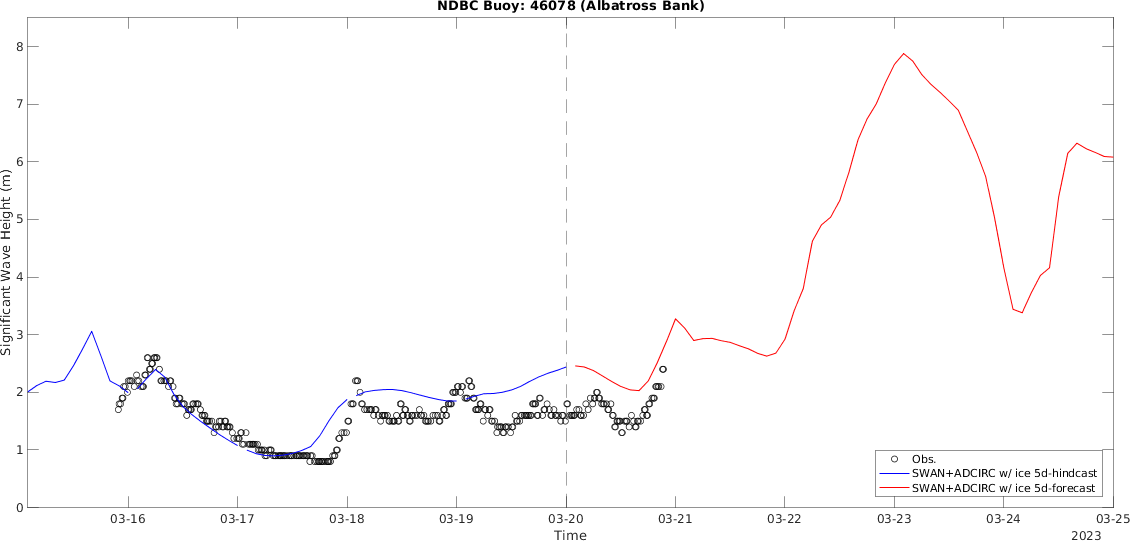 NDBC Buoy: 46078 (Albatross Bank)
Significant Wave Height (m)
8
7
6
5
4
3
2
1
0
Obs.
SWAN+ADCIRC w/ ice 5d-hindcast
SWAN+ADCIRC w/ ice 5d-forecast
03-16 03-17 03-18 03-19 03-20 03-21 03-22 03-23 03-24 03-25
Time
2023